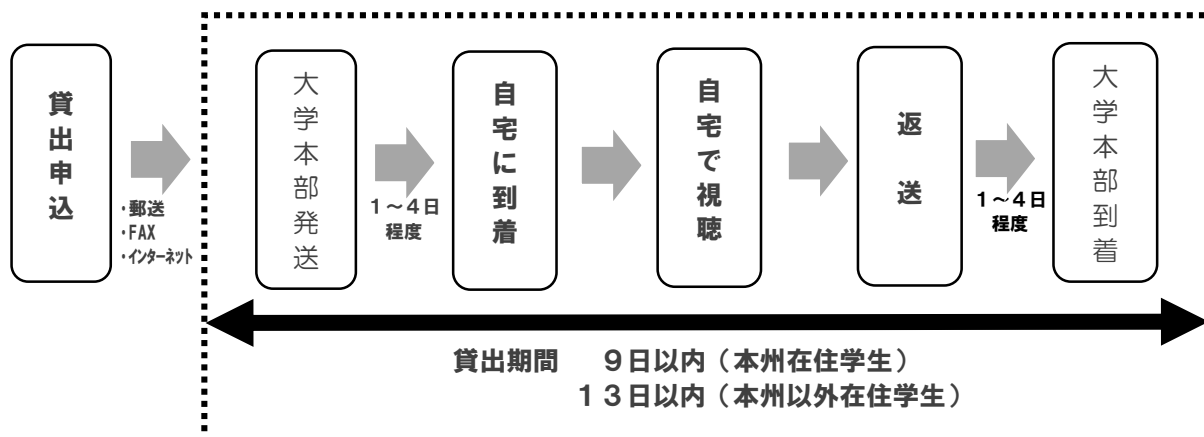 貸出申込
・郵送
・FAX
・インターネット
大学本部発送
１～４日
程度
自宅に到着
自宅で視聴
返送
１～４日
程度
大学本部到着
貸出期間　９日以内（本州在住学生）
１３日以内（本州以外在住学生）